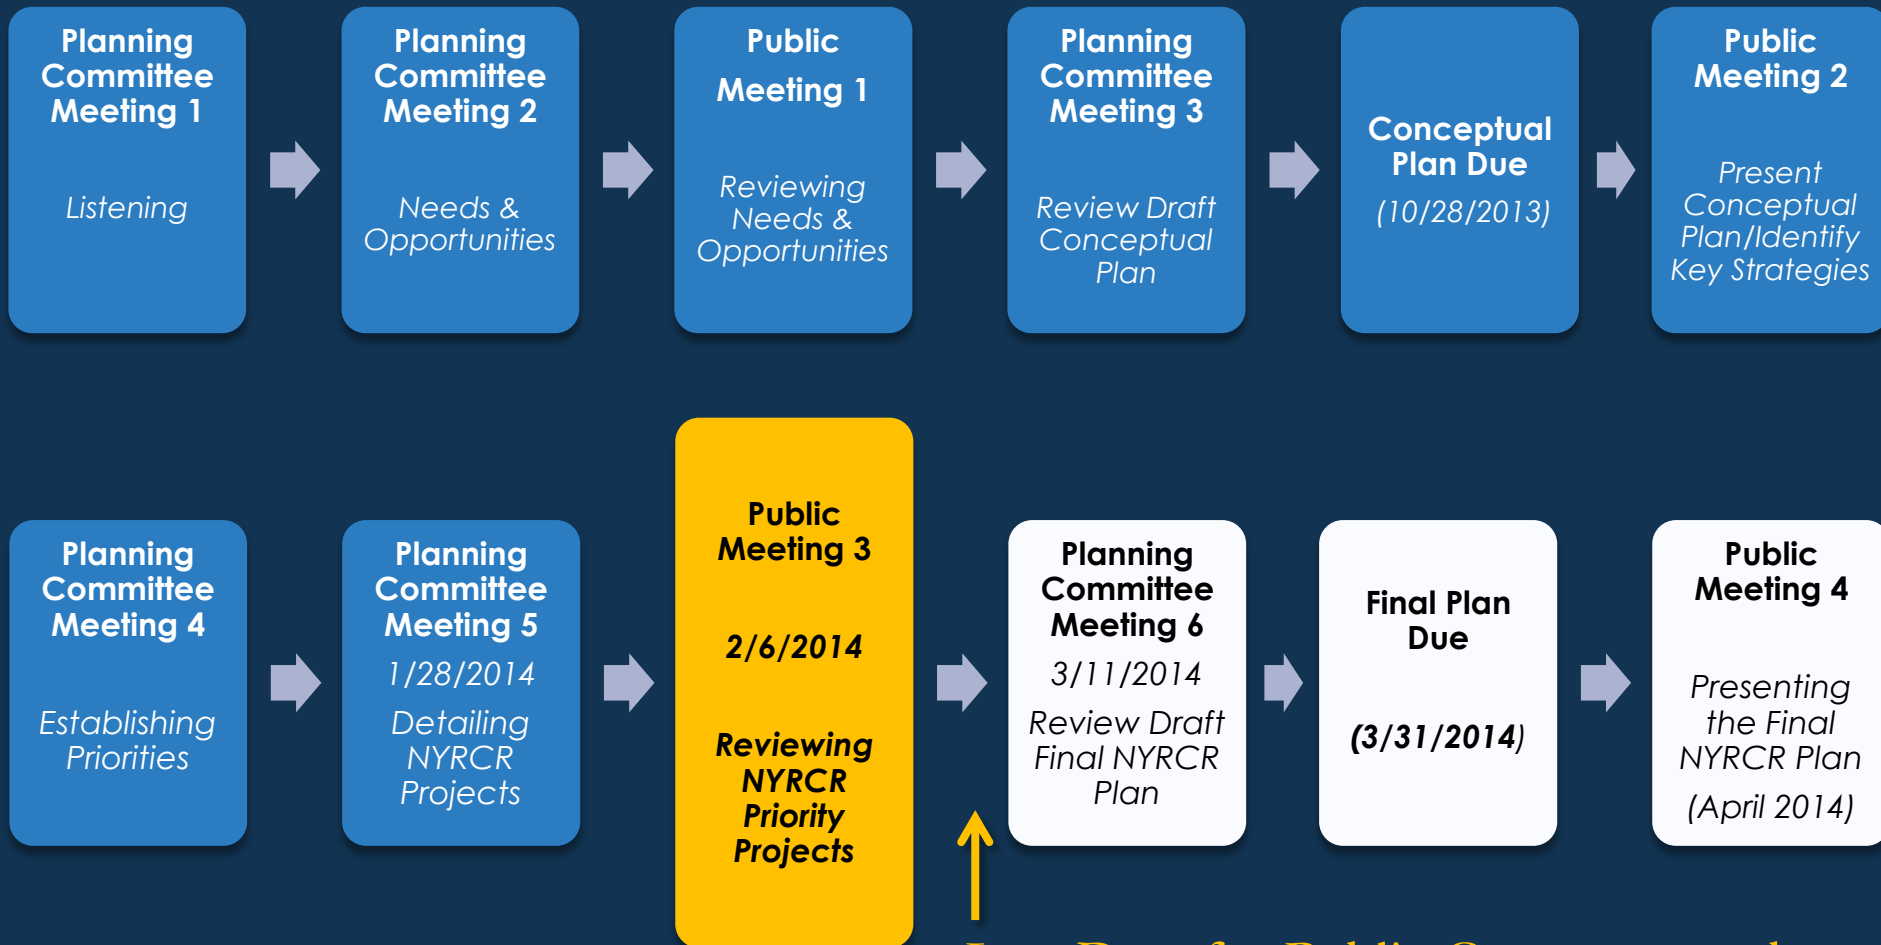 Planning
Committee
Meeting 1
Listening
Planning
Committee
Meeting 2
Needs &
Opportunities
Public
Meeting 1
Reviewing
Needs &
Opportunities
Planning
Committee
Meeting 3
Review Draft
Conceptual
Plan
Conceptual
Plan Due
(10/28/2013)
Public
Meeting 2
Present
Conceptual
Plan/Identify
Key Strategies
Planning
Committee
Meeting 4
Establishing
Priorities
Planning
Committee
Meeting 5
1/28/2014
Detailing
NYRCR
Projects
Public
Meeting 3
2/6/2014
Reviewing
NYRCR
Priority
Projects
Planning
Committee
Meeting 6
3/11/2014
Review Draft
Final NYRCR
Plan
Final Plan
Due
(3/31/2014)
Public
Meeting 4
Presenting
the Final
NYRCR Plan
(April 2014)